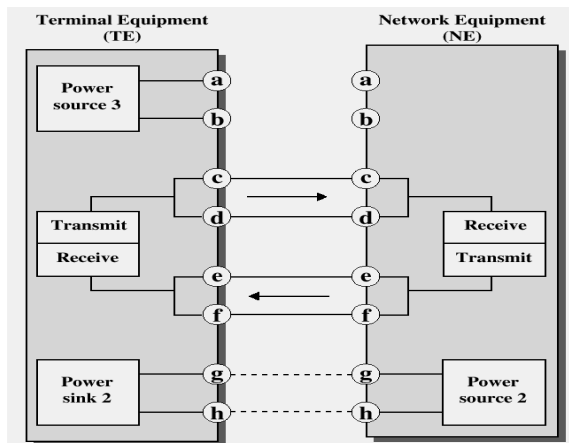 Terminal Equipment
(TE)
Network Equipment
(NE)
Power
source 3
a
b
a
b
c
d
c
d
Transmit
Receive
Receive
Transmit
e
f
e
f
Power
sink 2
g
h
g
h
Power
source 2